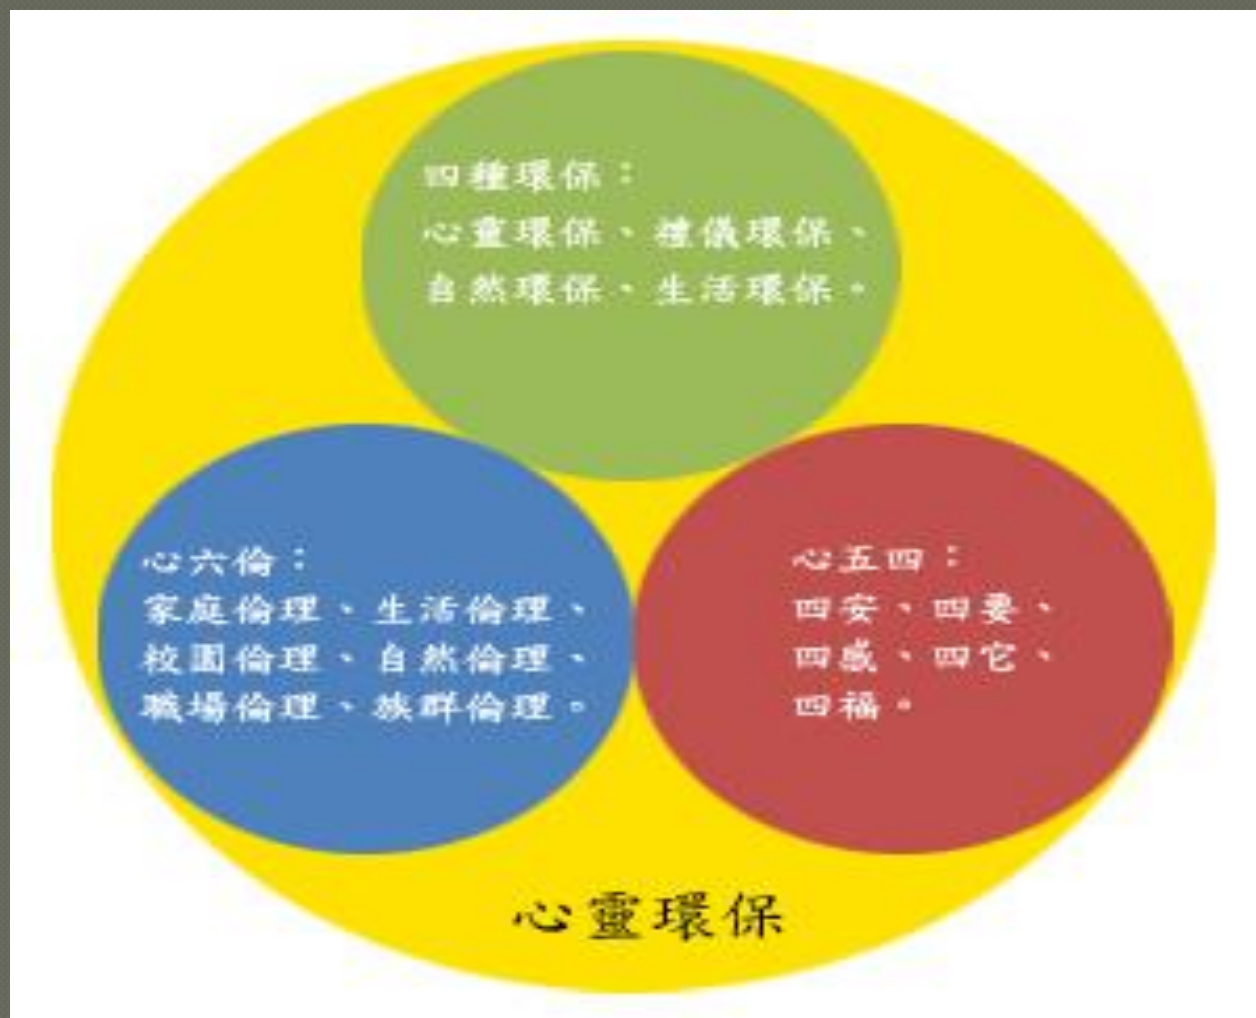 四種環保：
心靈環保、禮儀環保、
自然環保、生活環保。
心六倫：
家庭倫理、生活倫理、
校園倫理、自然倫理、
職場倫理、族群倫理。
心五四：
四安、四要、
四感、四它、
四福。
心靈環保